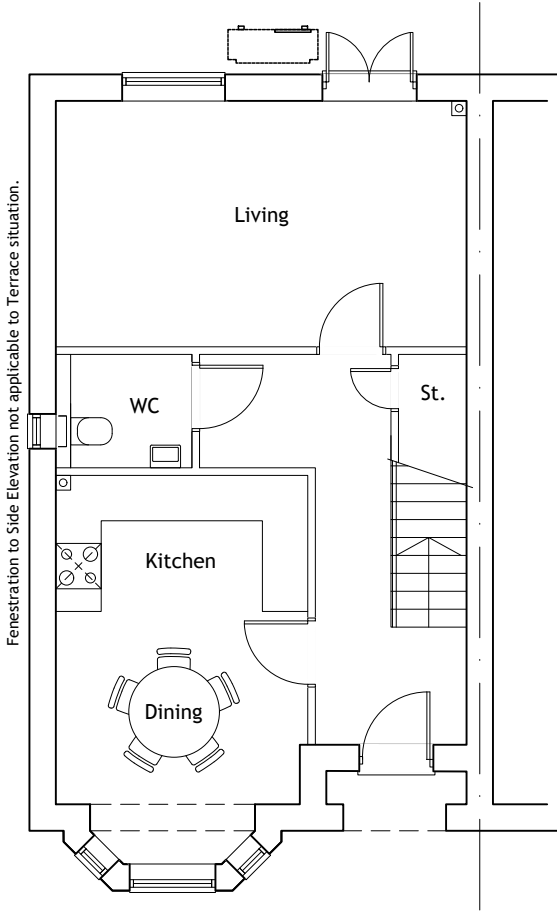 Living
Fenestration to Side Elevation not applicable to Terrace situation.
WC
St.
Kitchen
Dining